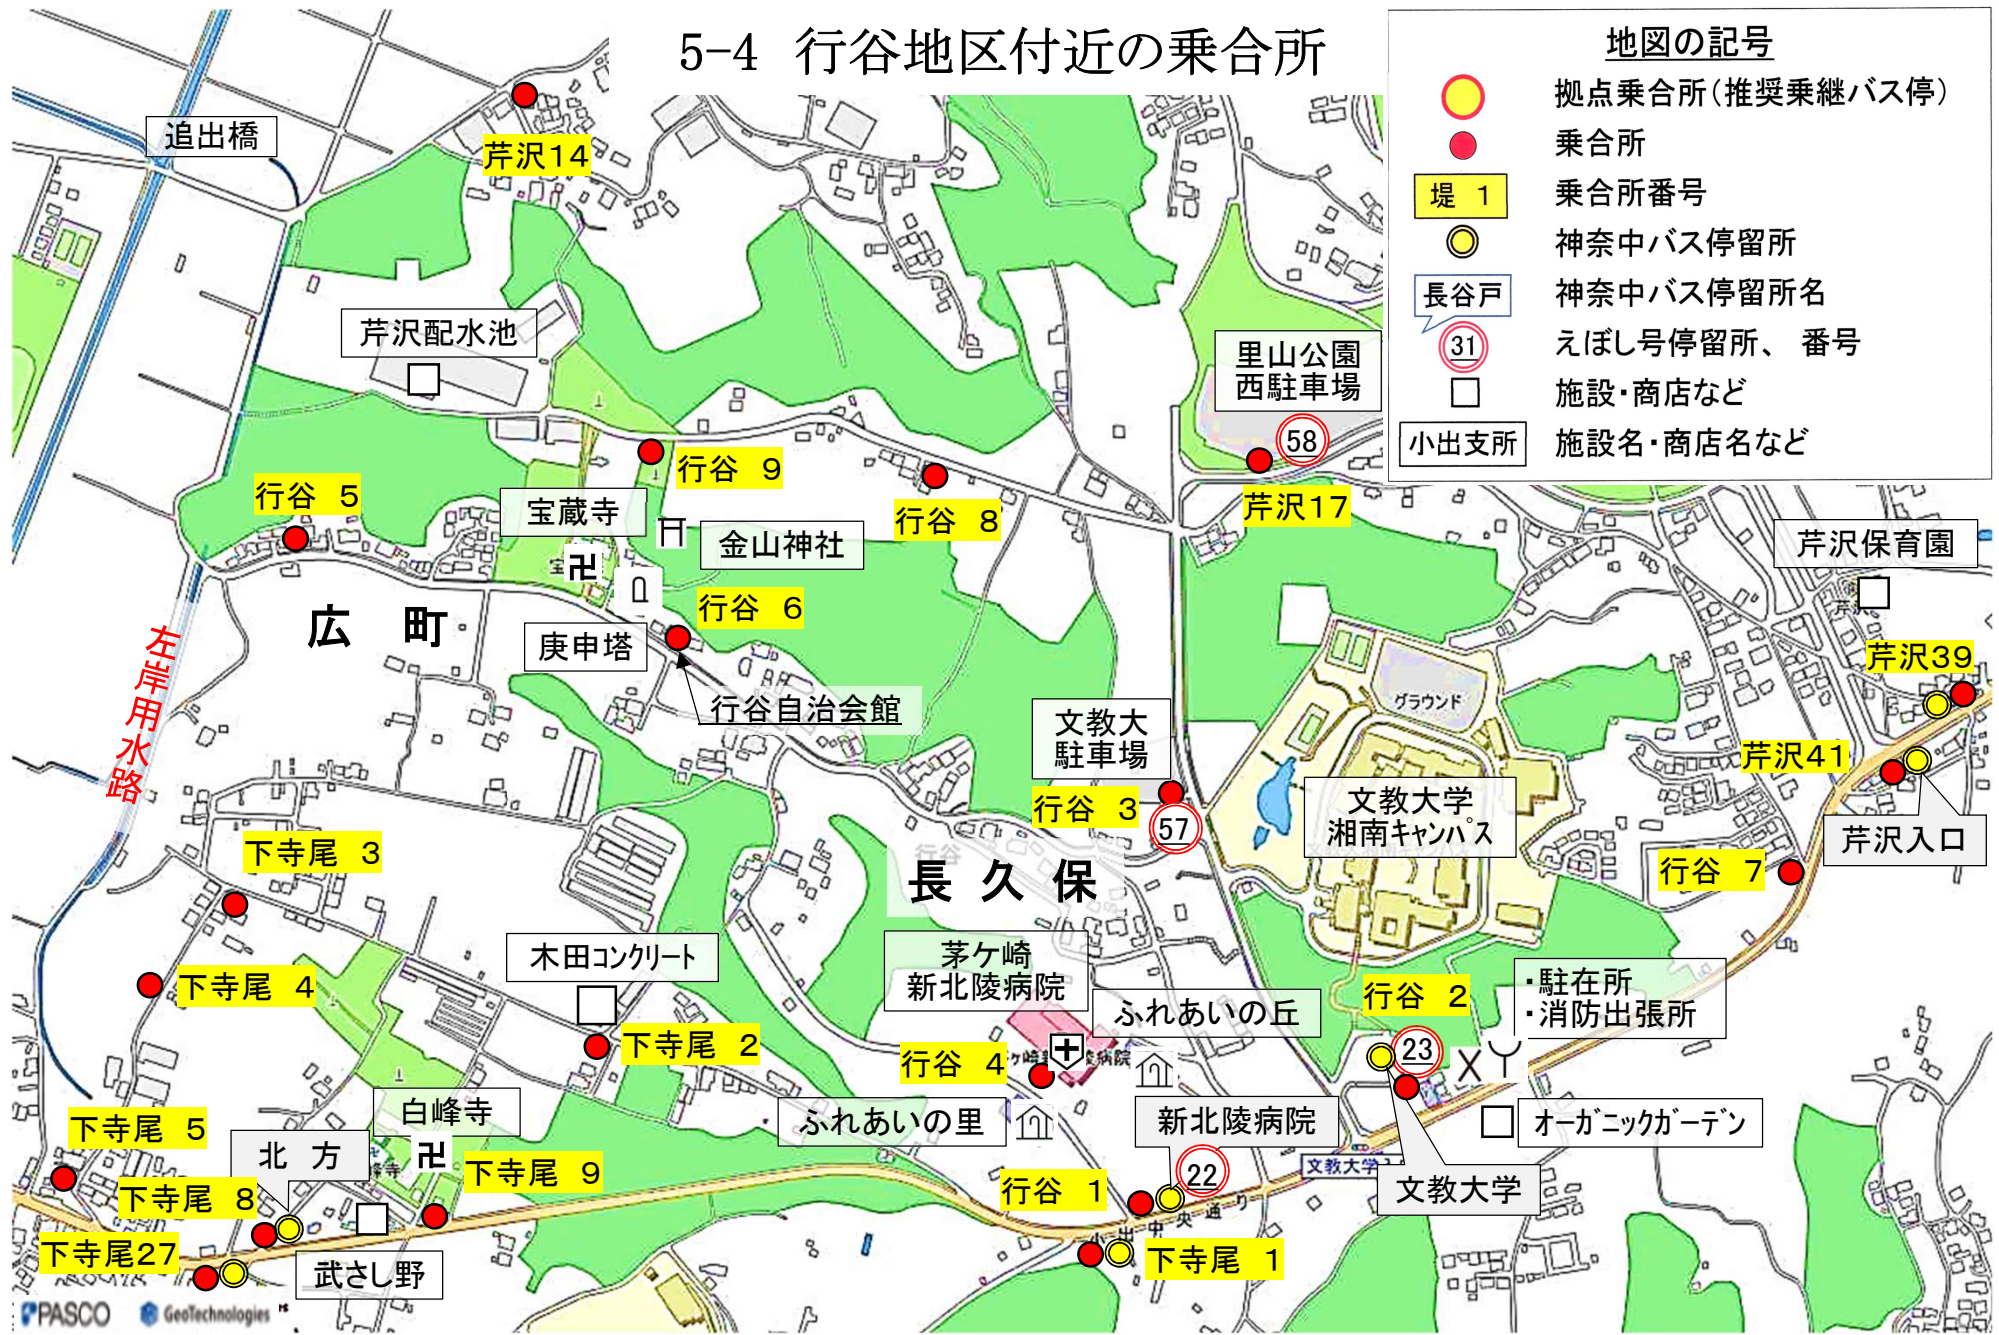 5-4 行谷地区付近の乗合所
地図の記号
拠点乗合所(推奨乗継バス停)
乗合所
堤 1 乗合所番号
神奈中バス停留所
長谷戸 神奈中バス停留所名
31 えぼし号停留所、 番号
施設・商店など
小出支所 施設名・商店名など
追出橋
芹沢14
芹沢配水池
里山公園
西駐車場
58
芹沢17
行谷 9
行谷 8
行谷 5
宝蔵寺
金山神社
行谷 6
庚申塔
行谷自治会館
広 町
左岸用水路
芹沢保育園
芹沢39
芹沢41
芹沢入口
行谷 7
グラウンド
文教大
駐車場
行谷 3
57
文教大学
湘南キャンパス
行谷
長 久 保
下寺尾 3
下寺尾 4
木田コンクリート
下寺尾 2
茅ケ崎
新北陵病院
ふれあいの丘
行谷 4
ふれあいの里
行谷 2
23
・駐在所
・消防出張所
オーガニックガーデン
文教大学
新北陵病院
22
行谷 1
下寺尾 1
小出中央通り
白峰寺
下寺尾 5
北 方
下寺尾 9
下寺尾 8
下寺尾27
武さし野
PASCO
GeoTechnologies